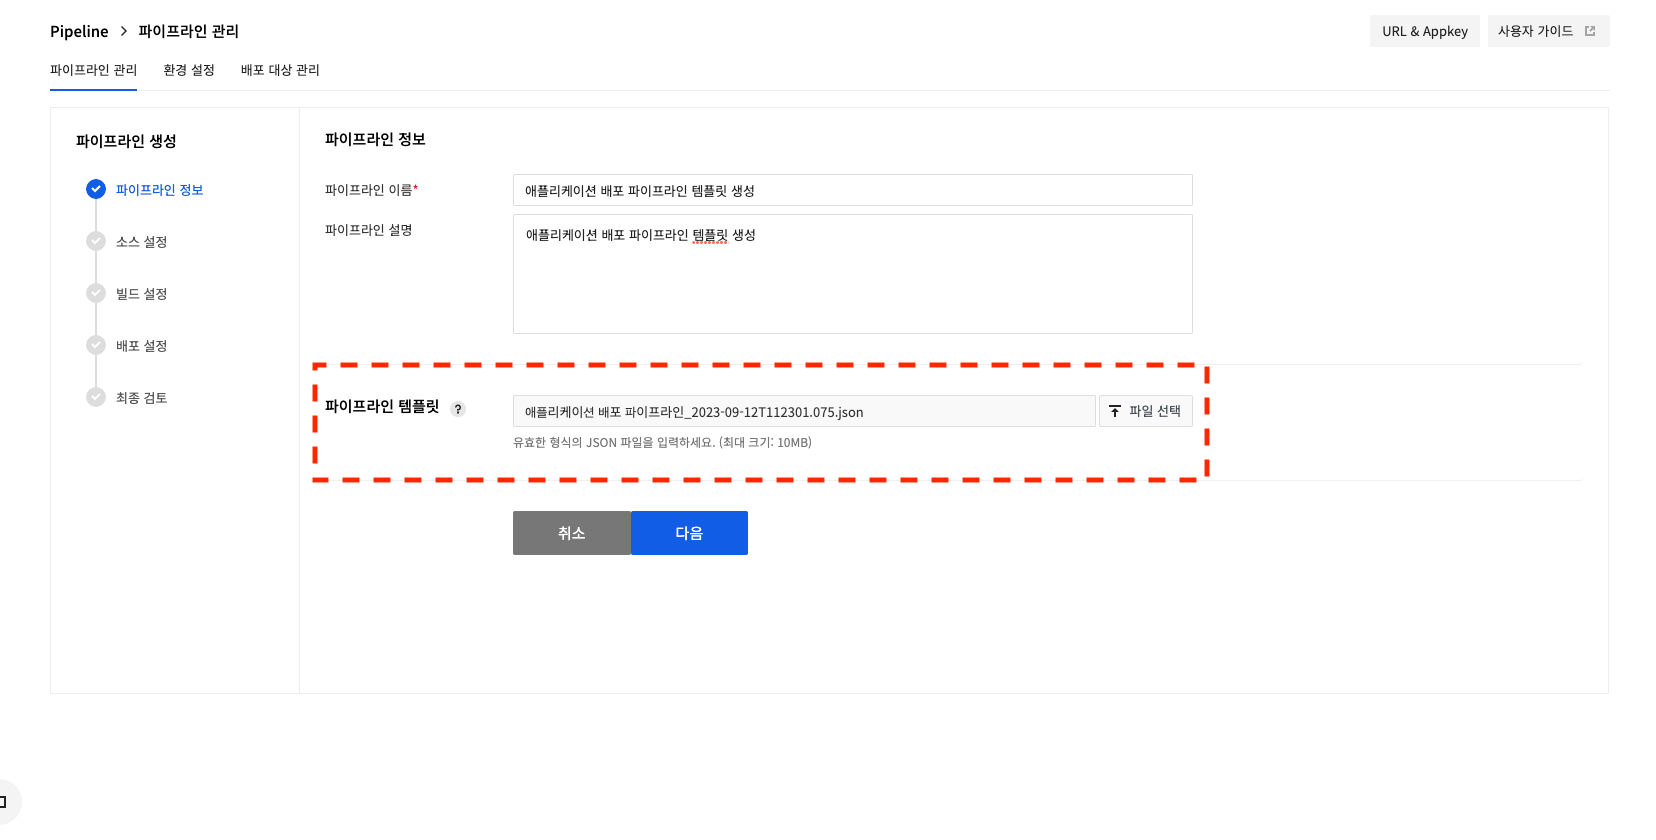 Pipeline > 파이프라인 관리
URL & Appkey
사용자 가이드
파이프라인 관리 환경 설정 배포 대상 관리
파이프라인 생성
파이프라인 정보
소스 설정
빌드 설정
배포 설정
최종 검토
파이프라인 정보
파이프라인 이름* 애플리케이션 배포 파이프라인 템플릿 생성
파이프라인 설명 애플리케이션 배포 파이프라인 템플릿 생성
파이프라인 템플릿 ? 애플리케이션 배포 파이프라인_2023-09-12T112301.075.json 파일 선택
유효한 형식의 JSON 파일을 입력하세요. (최대 크기: 10MB)
취소 다음